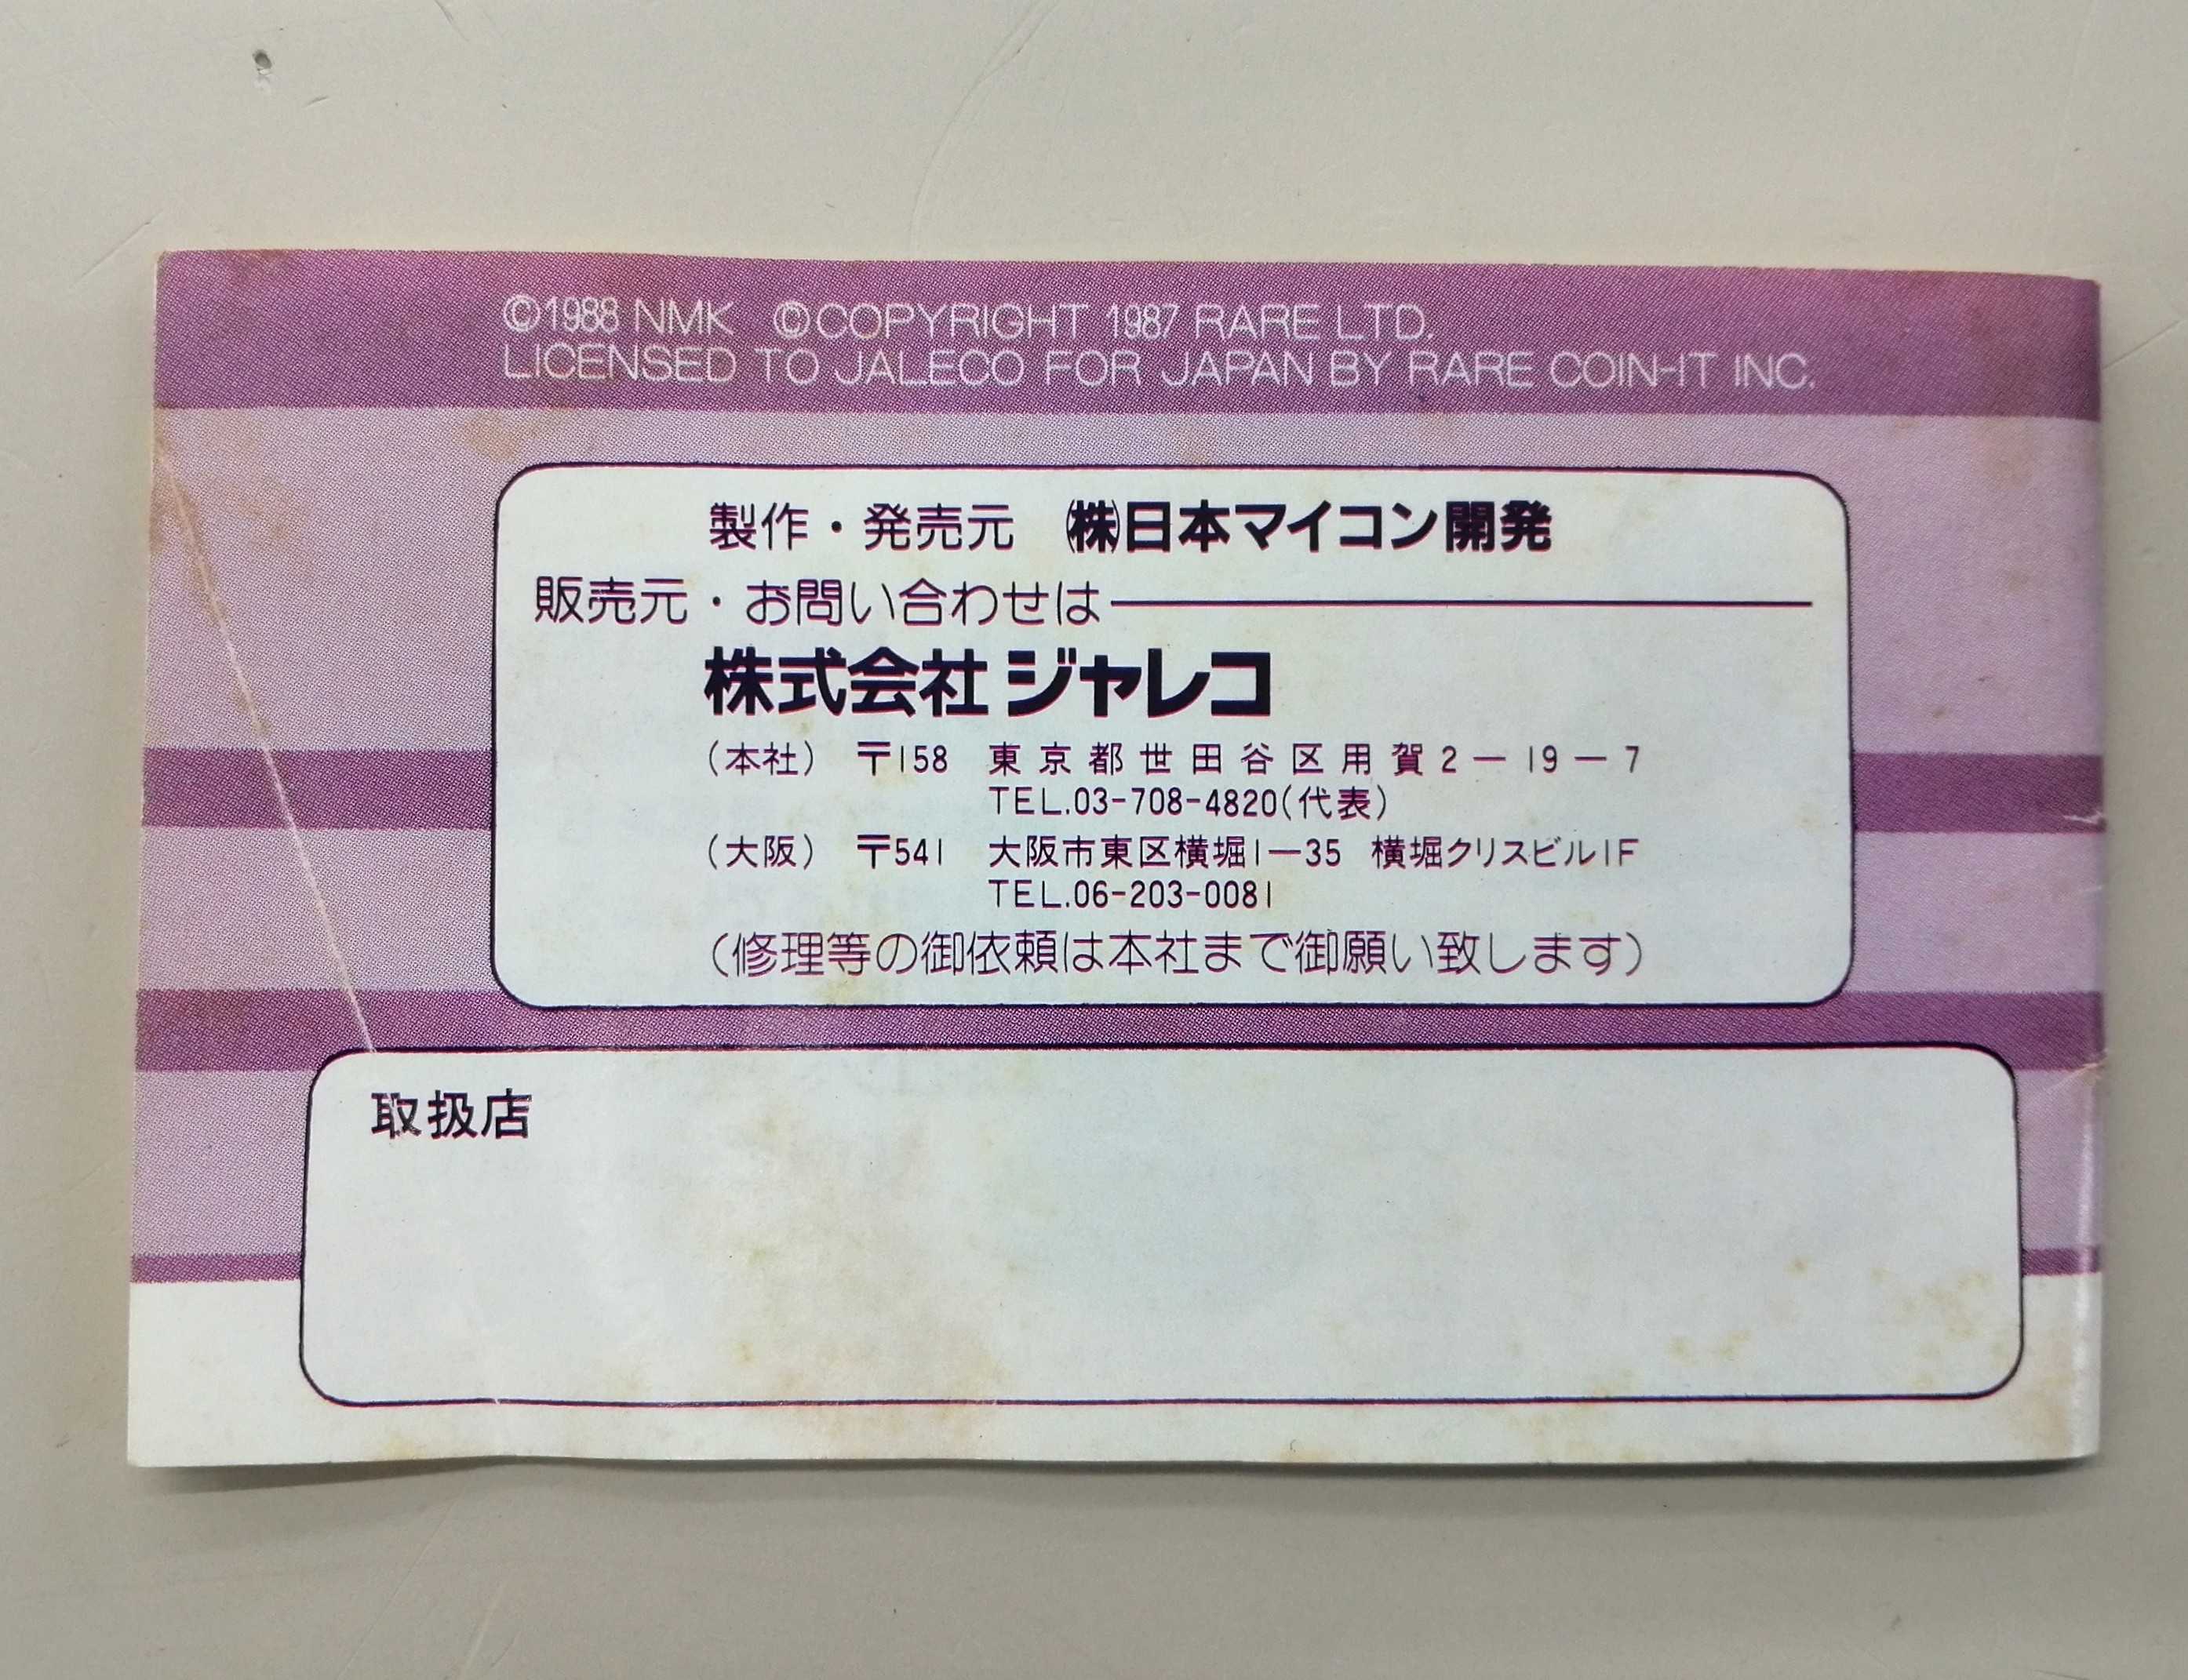 ©1988 NMK ©COPYRIGHT 1987 RARE LTD.
LICENSED TO JALECO FOR JAPAN BY RARE COIN-IT INC.
製作・発売元 ㈱日本マイコン開発
販売元・お問い合わせは
株式会社ジャレコ
（本社） 〒158 東京都世田谷区用賀2－19－7
TEL.03-708-4820(代表)
（大阪） 〒541 大阪市東区横堀1－35 横堀クリスビル1F
TEL.06-203-0081
（修理等の御依頼は本社まで御願い致します）
取扱店